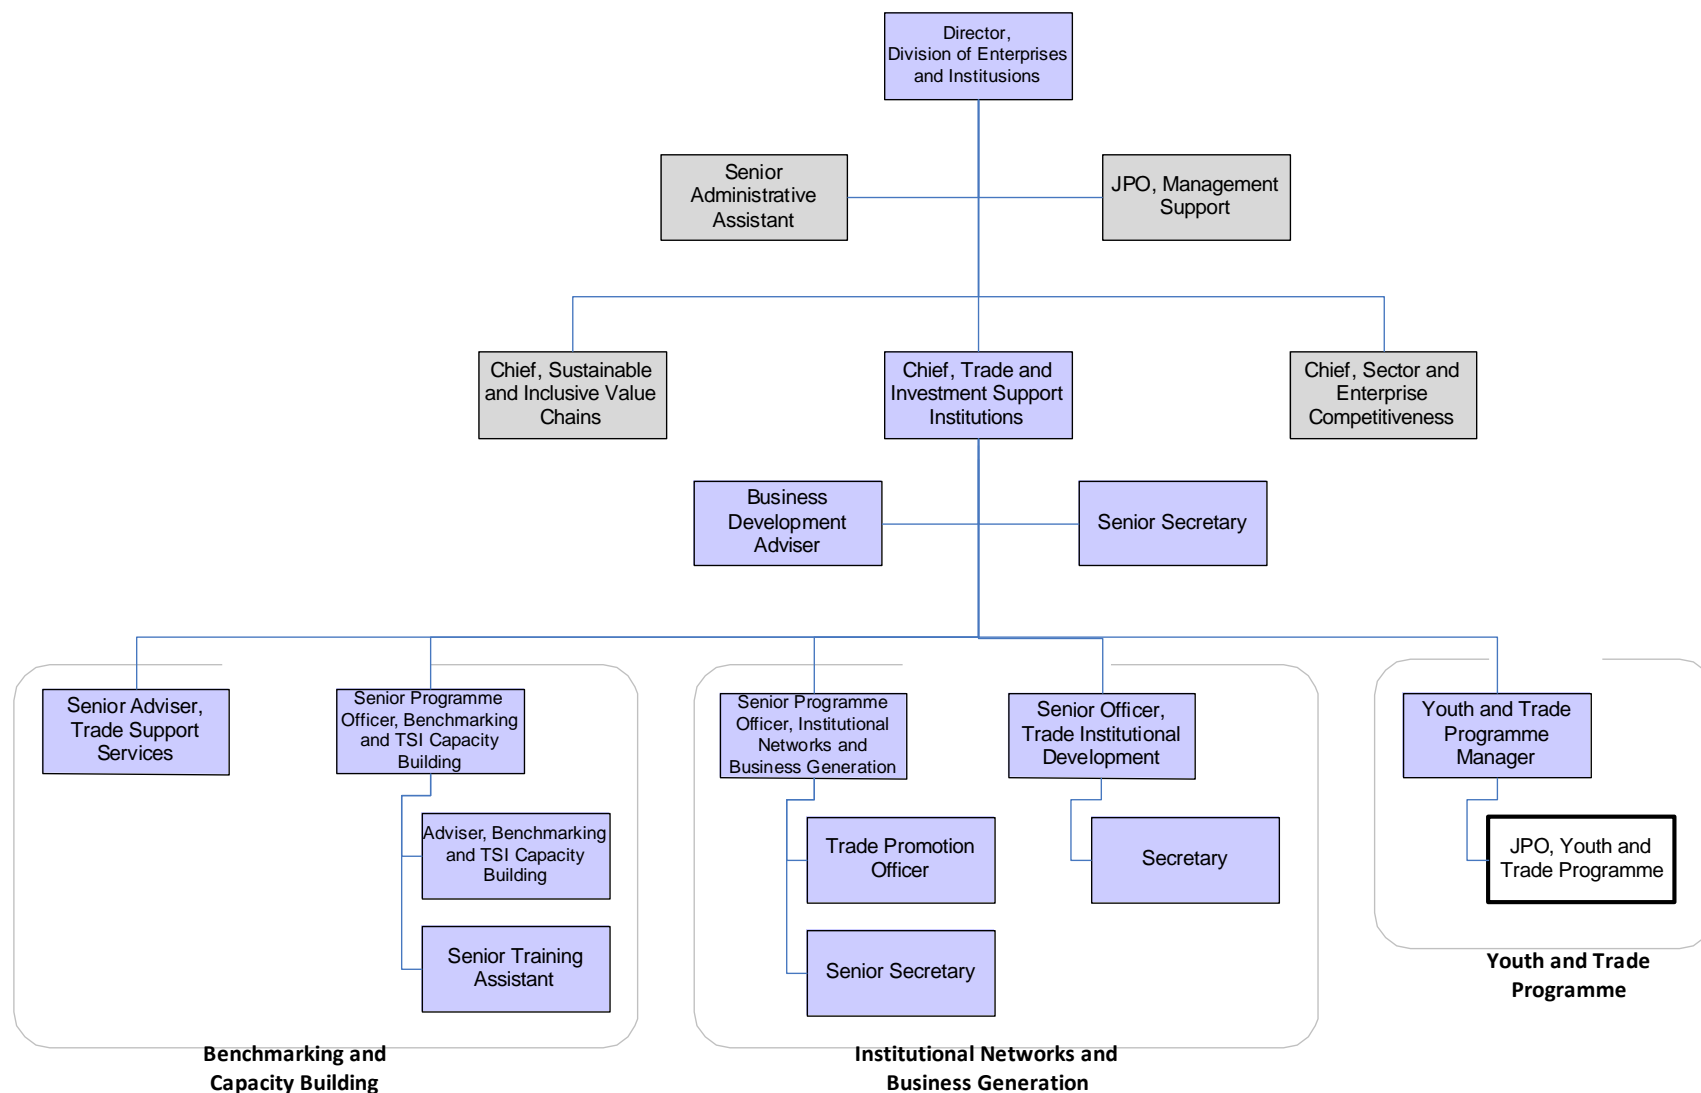 Director,
Division of Enterprises
and Institusions
Senior
Administrative
Assistant
JPO, Management
Support
Chief, Sustainable
and Inclusive Value
Chains
Chief, Trade and
Investment Support
Institutions
Chief, Sector and
Enterprise
Competitiveness
Business
Development
Adviser
Senior Secretary
Senior Adviser,
Trade Support
Services
Senior Programme
Officer, Benchmarking
and TSI Capacity
Building
Senior Programme
Officer, Institutional
Networks and
Business Generation
Senior Officer,
Trade Institutional
Development
Youth and Trade
Programme
Manager
Adviser, Benchmarking
and TSI Capacity
Building
Trade Promotion
Officer
Secretary
JPO, Youth and
Trade Programme
Senior Training
Assistant
Senior Secretary
Youth and Trade
Programme
Benchmarking and
Capacity Building
Institutional Networks and
Business Generation